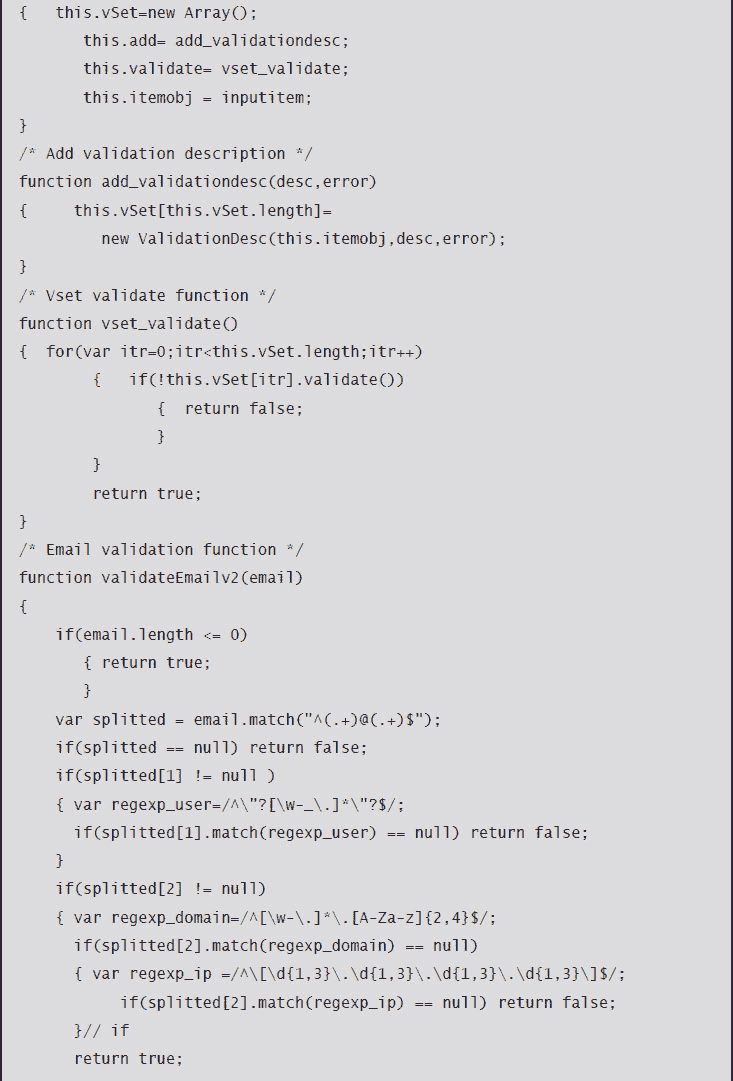 {   this.vSet=new Array();
       this.add= add_validationdesc;
       this.validate= vset_validate;
       this.itemobj = inputitem;
}
/* Add validation description */
function add_validationdesc(desc,error)
{     this.vSet[this.vSet.length]=
         new ValidationDesc(this.itemobj,desc,error);
}
/* Vset validate function */
function vset_validate()
{  for(var itr=0;itr<this.vSet.length;itr++)
        {   if(!this.vSet[itr].validate())
               {  return false;
               }
        }
        return true;
}
/* Email validation function */
function validateEmailv2(email)
{
    if(email.length <= 0)
       { return true;
       }
    var splitted = email.match("^(.+)@(.+)$");
    if(splitted == null) return false;
    if(splitted[1] != null )
    { var regexp_user=/^\"?[\w-_\.]*\"?$/;
      if(splitted[1].match(regexp_user) == null) return false;
    }
    if(splitted[2] != null)
    { var regexp_domain=/^[\w-\.]*\.[A-Za-z]{2,4}$/;
      if(splitted[2].match(regexp_domain) == null)
      { var regexp_ip =/^\[\d{1,3}\.\d{1,3}\.\d{1,3}\.\d{1,3}\]$/;
           if(splitted[2].match(regexp_ip) == null) return false;
      }// if
      return true;